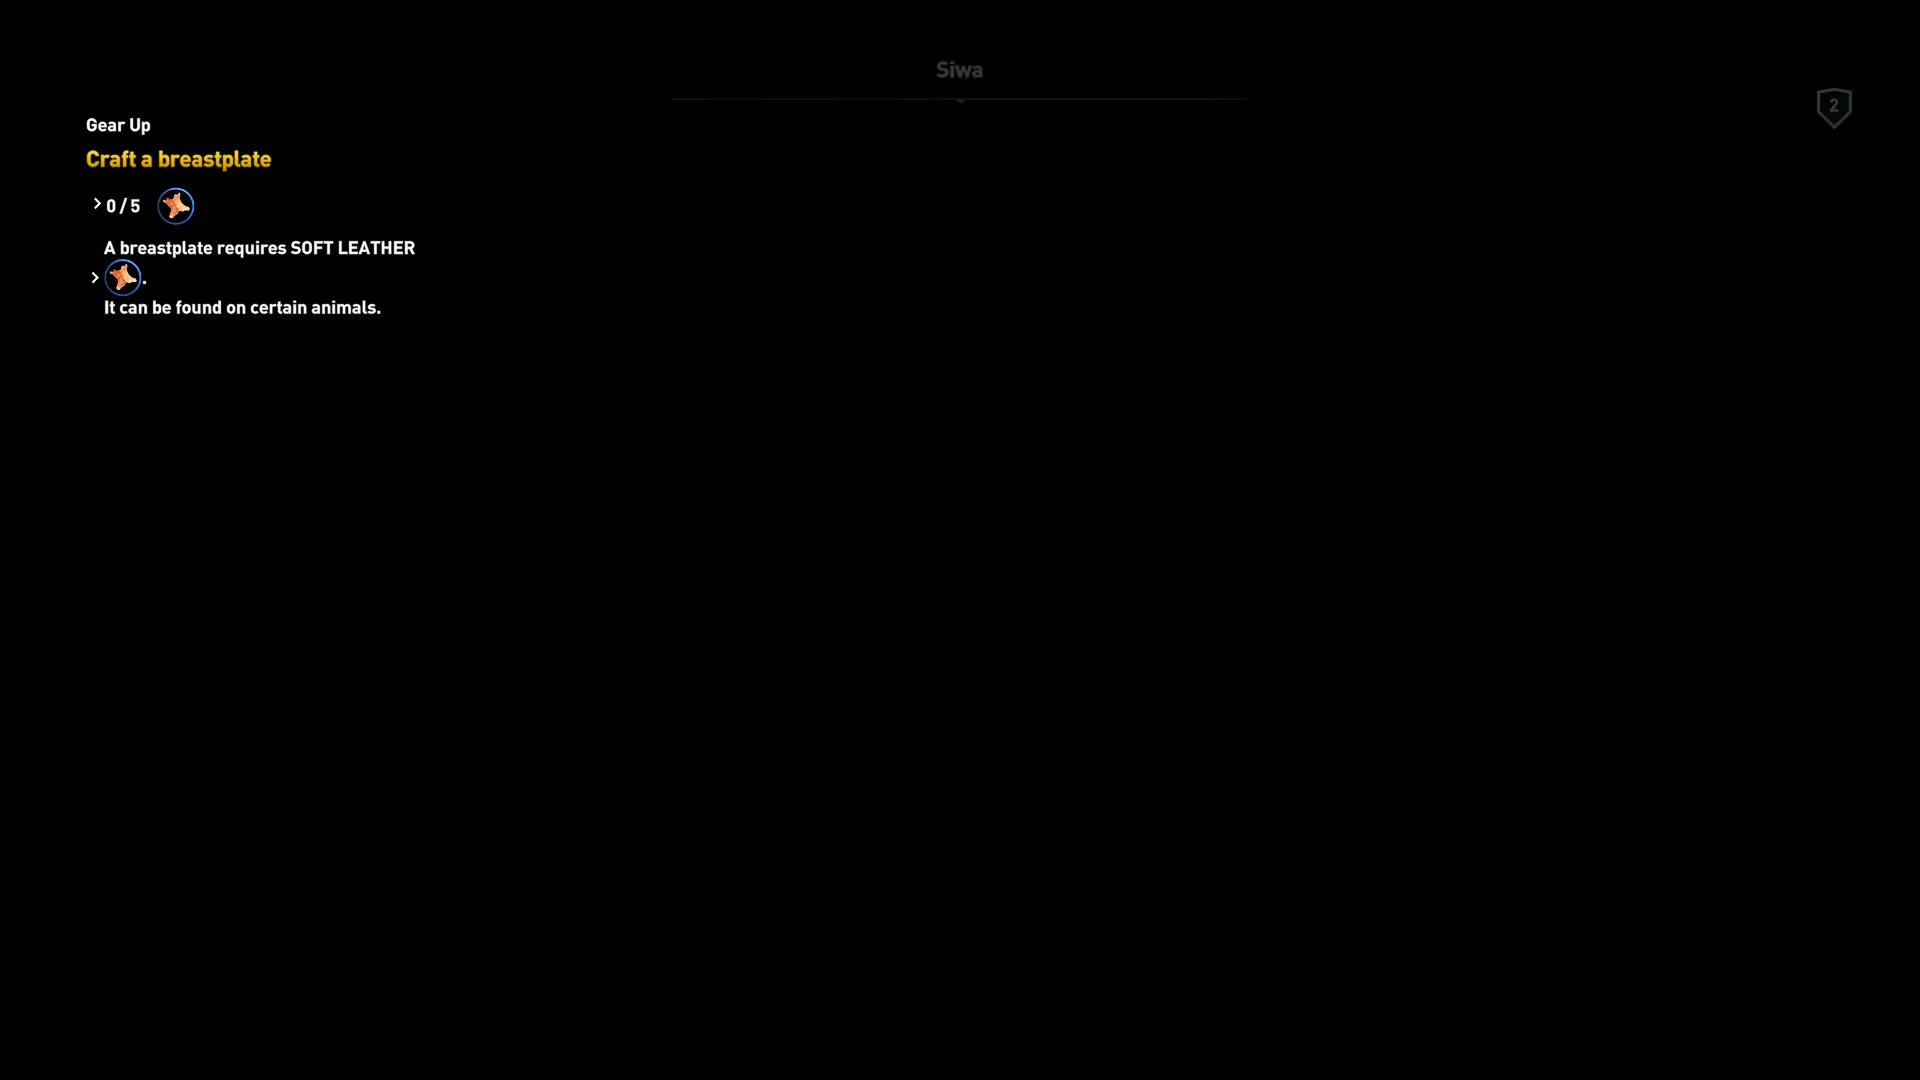 Siwa
2
Gear Up
Craft a breastplate
> 0 / 5
A breastplate requires SOFT LEATHER
> .
It can be found on certain animals.